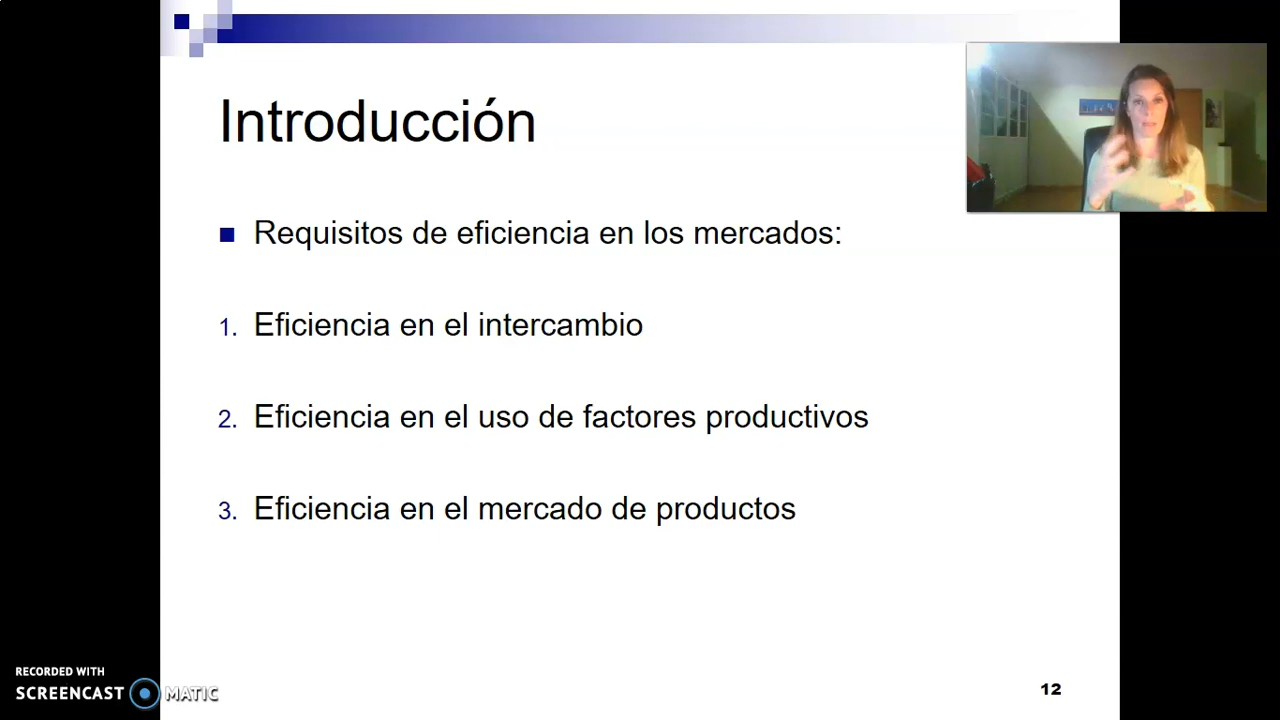 Introducción
Requisitos de eficiencia en los mercados:
1. Eficiencia en el intercambio
2. Eficiencia en el uso de factores productivos
3. Eficiencia en el mercado de productos
RECORDED WITH
SCREENCAST MATIC
12